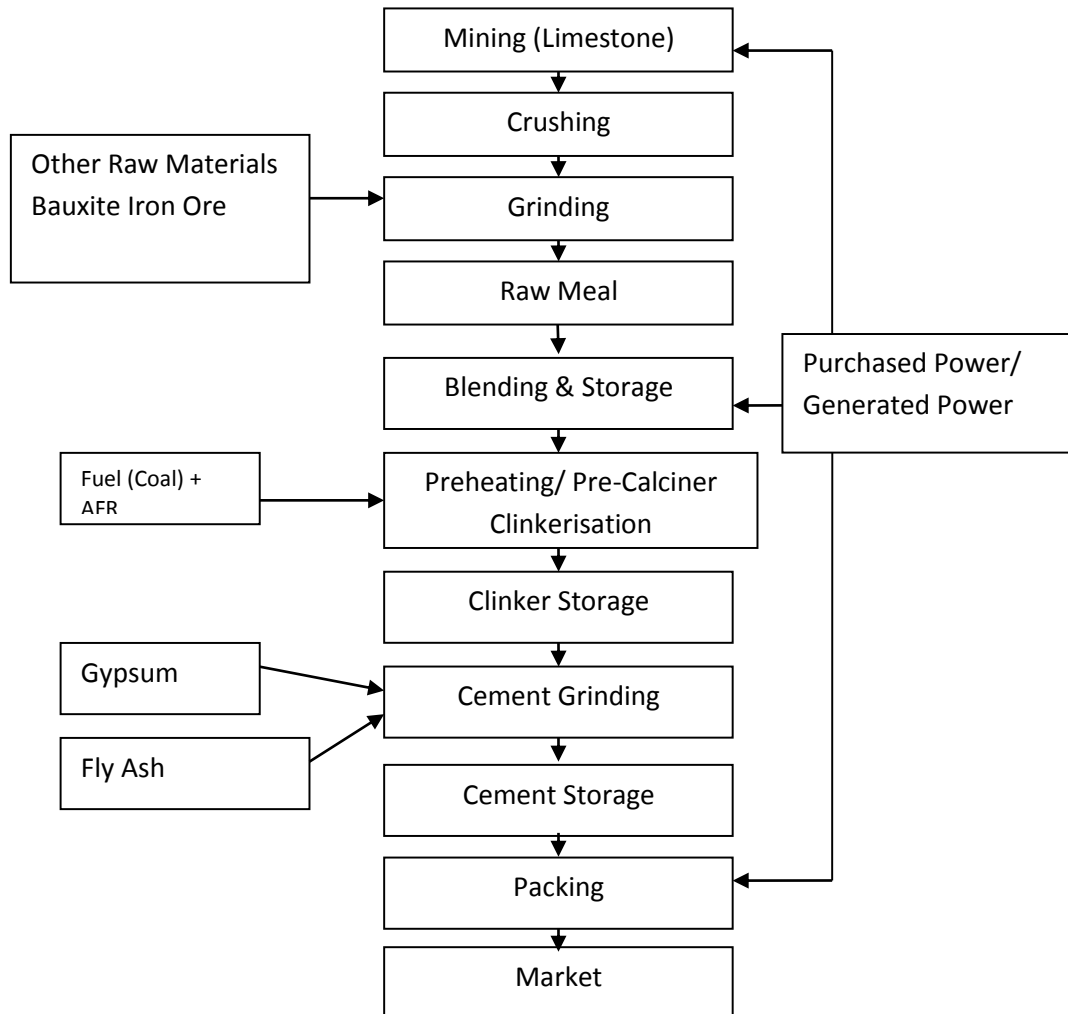 Mining (Limestone)
Crushing
Other Raw Materials
Bauxite Iron Ore
Grinding
Raw Meal
Purchased Power/
Generated Power
Blending & Storage
Fuel (Coal) +
AFR
Preheating/ Pre-Calciner
Clinkerisation
Clinker Storage
Gypsum
Cement Grinding
Fly Ash
Cement Storage
Packing
Market